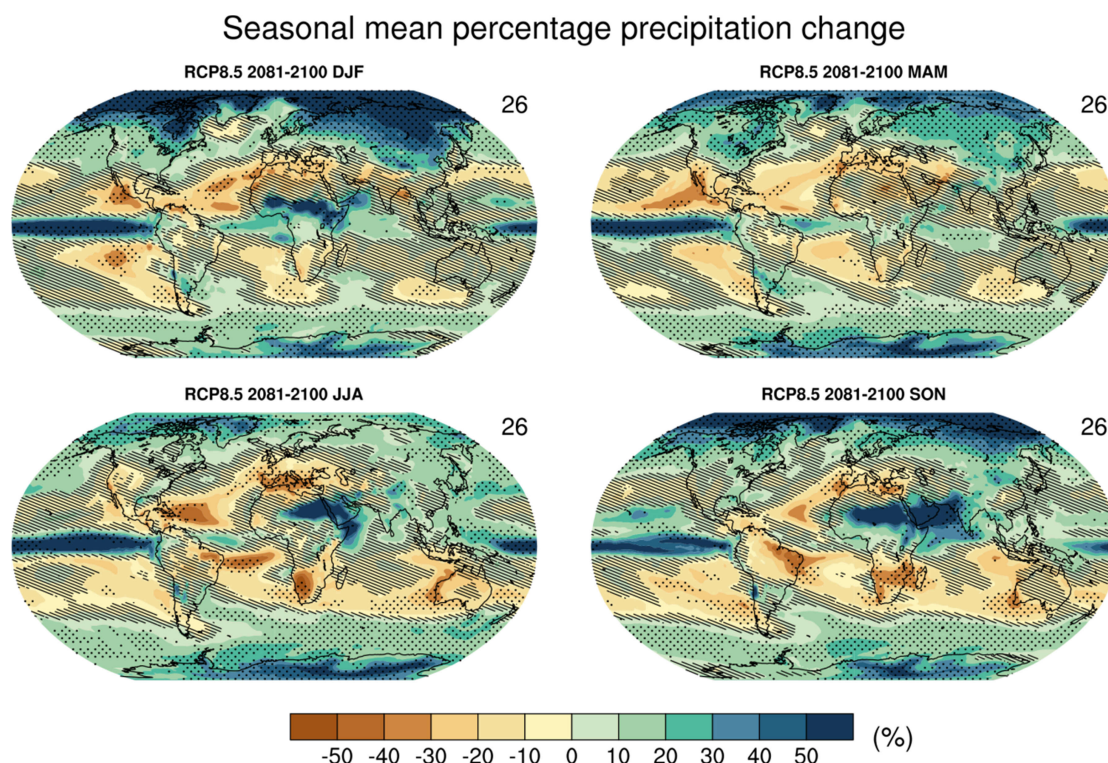 Seasonal mean percentage precipitation change
RCP8.5 2081-2100 DJF
26
RCP8.5 2081-2100 MAM
26
RCP8.5 2081-2100 JJA
26
RCP8.5 2081-2100 SON
26
-50 -40 -30 -20 -10 0 10 20 30 40 50 (%)